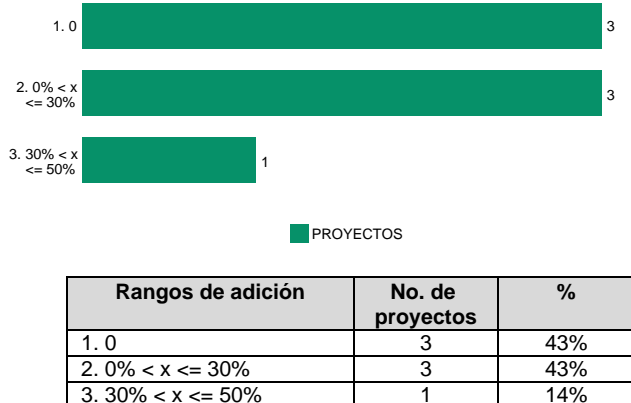 1. 0
3
2. 0% < x
<= 30%
3
3. 30% < x
<= 50%
1
PROYECTOS
Rangos de adición No. de proyectos %
1. 0 3 43%
2. 0% < x <= 30% 3 43%
3. 30% < x <= 50% 1 14%